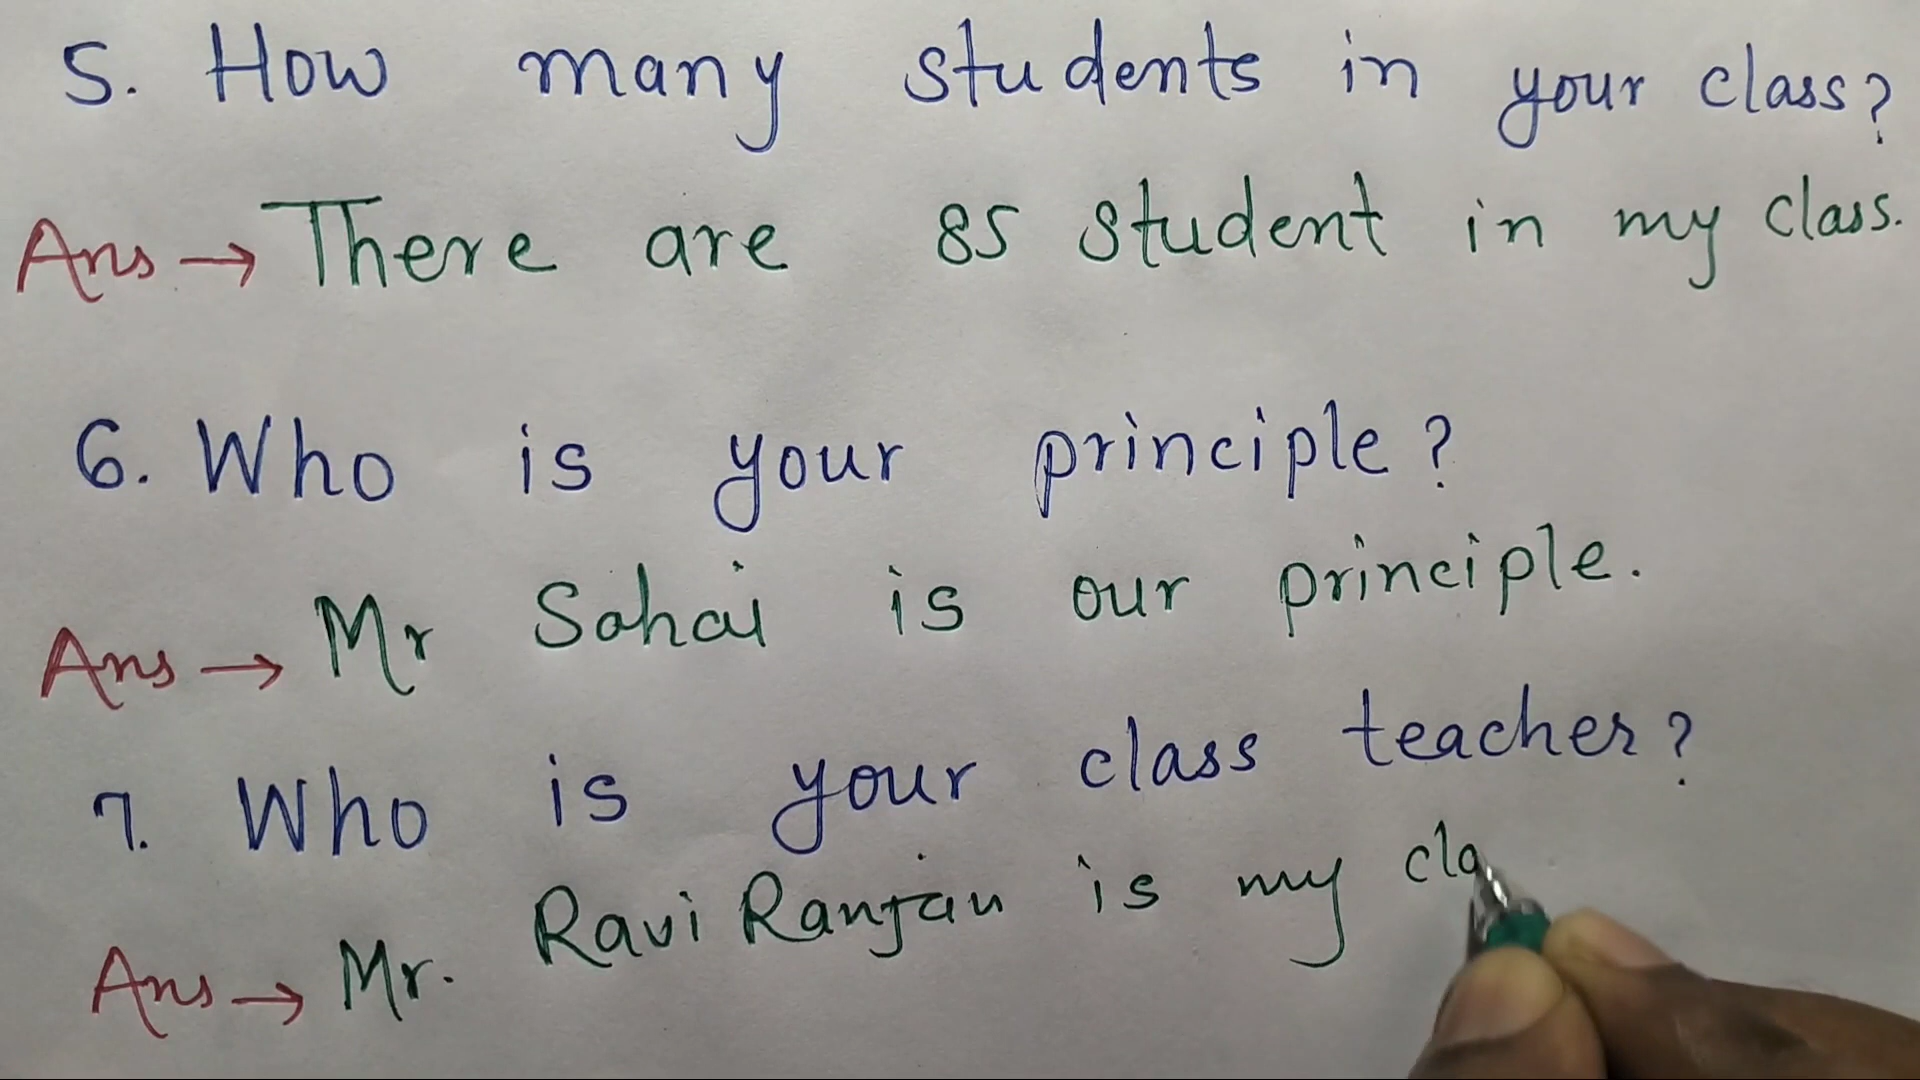 5. How many students in your class?
Ans → There are 85 student in my class.
6. Who is your principle?
Ans → Mr Sahai is our principle.
7. Who is your class teacher?
Ans → Mr. Ravi Ranjan is my cla